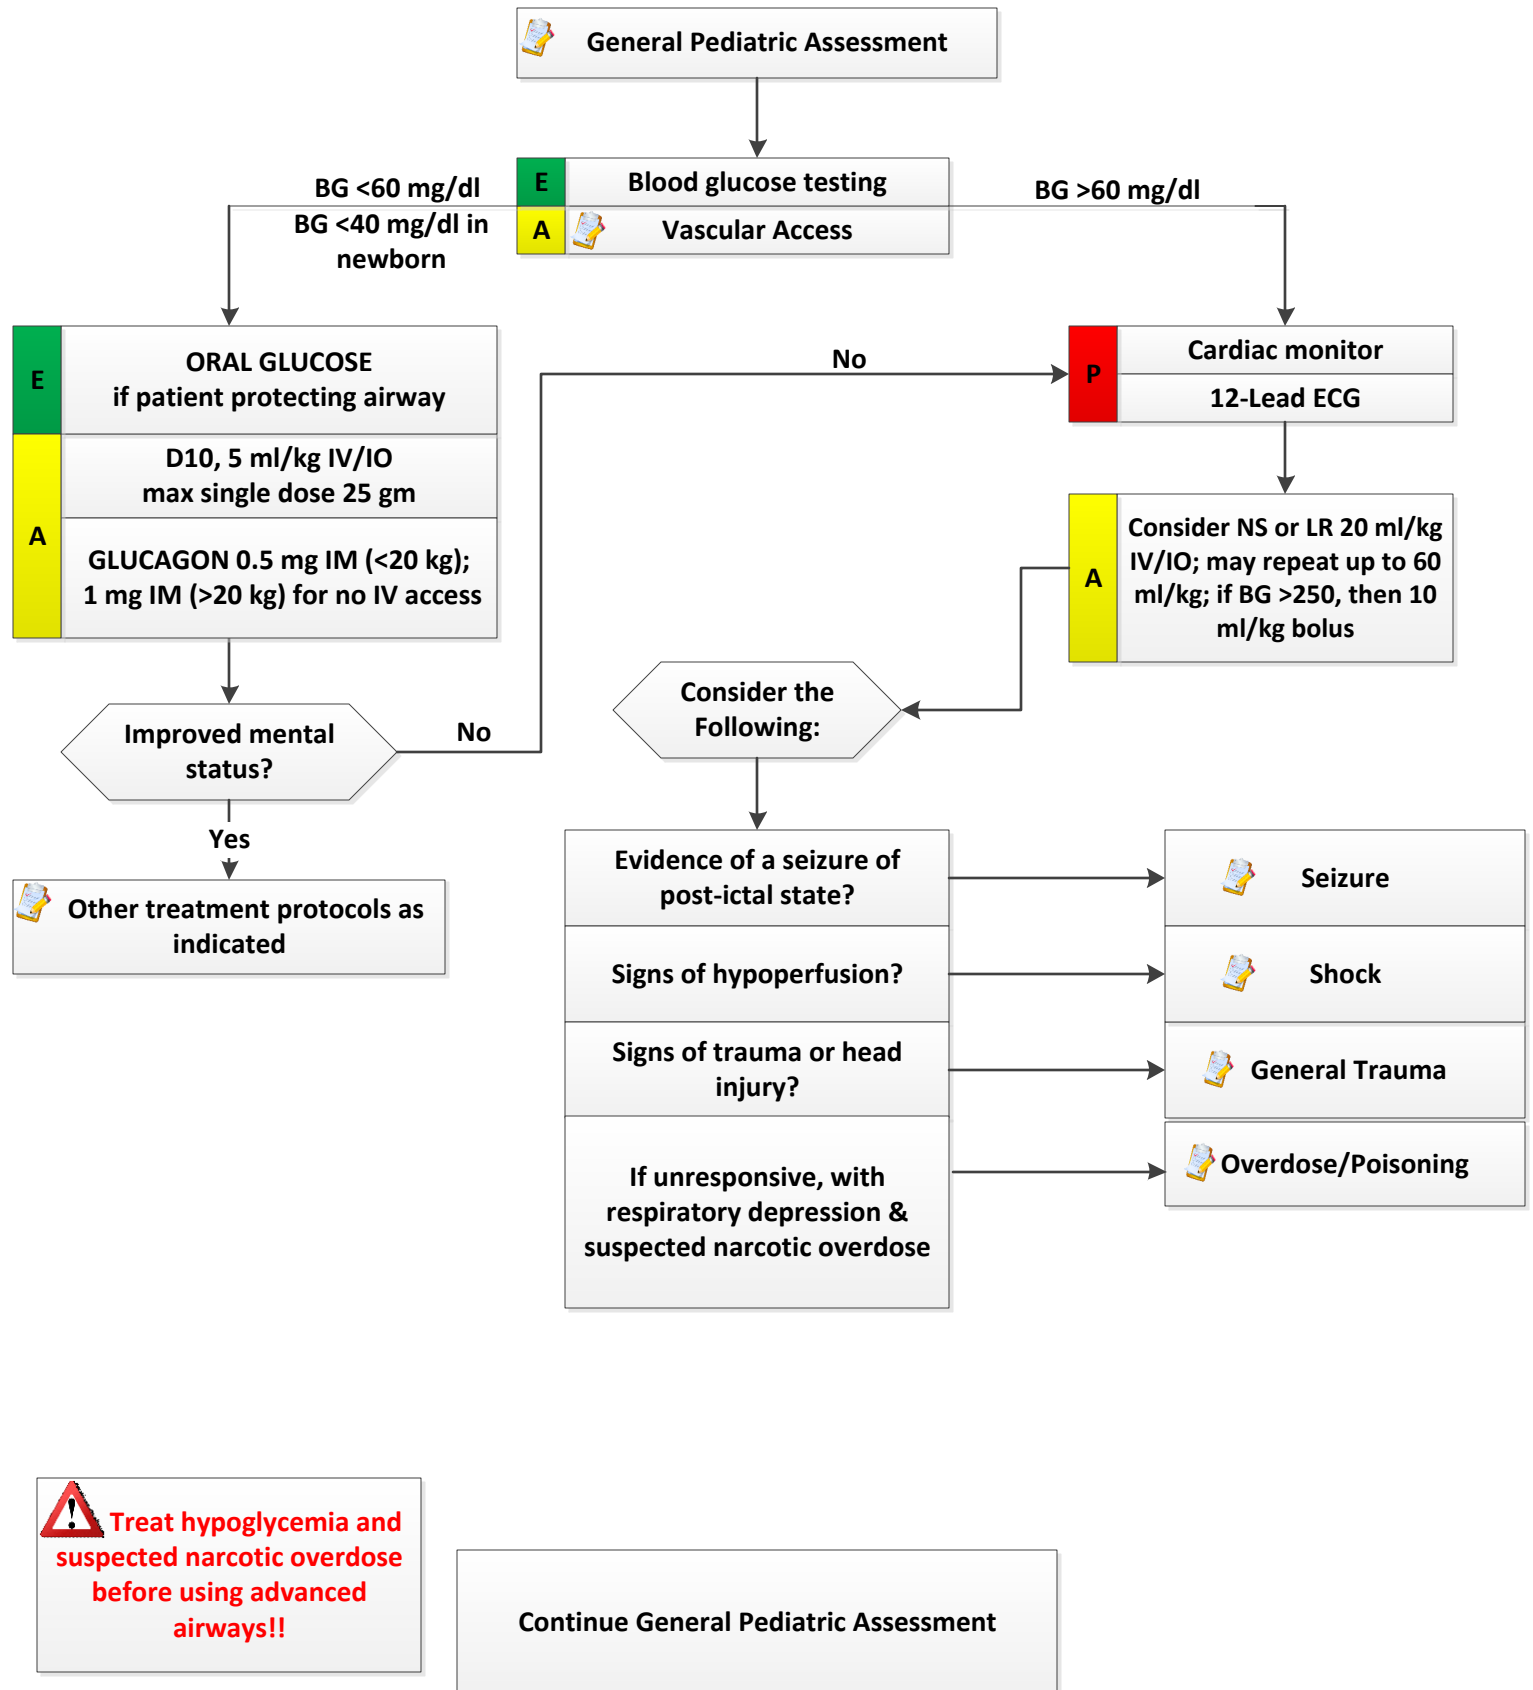 General Pediatric Assessment
BG <60 mg/dl
BG <40 mg/dl in
newborn
E
Blood glucose testing
A
Vascular Access
BG >60 mg/dl
E
ORAL GLUCOSE
if patient protecting airway
A
D10, 5 ml/kg IV/IO
max single dose 25 gm
GLUCAGON 0.5 mg IM (<20 kg);
1 mg IM (>20 kg) for no IV access
No
P
Cardiac monitor
12-Lead ECG
A
Consider NS or LR 20 ml/kg
IV/IO; may repeat up to 60
ml/kg; if BG >250, then 10
ml/kg bolus
Improved mental
status?
No
Yes
Other treatment protocols as
indicated
Consider the
Following:
Evidence of a seizure of
post-ictal state?
Seizure
Signs of hypoperfusion?
Shock
Signs of trauma or head
injury?
General Trauma
If unresponsive, with
respiratory depression &
suspected narcotic overdose
Overdose/Poisoning
Treat hypoglycemia and
suspected narcotic overdose
before using advanced
airways!!
Continue General Pediatric Assessment